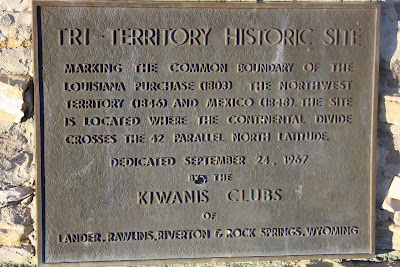 TRI-TERRITORY HISTORIC SITE
MARKING THE COMMON BOUNDARY OF THE
LOUISIANA PURCHASE (1803) THE NORTHWEST
TERRITORY (1846) AND MEXICO (1848). THE SITE
IS LOCATED WHERE THE CONTINENTAL DIVIDE
CROSSES THE 42 PARALLEL NORTH LATITUDE.
DEDICATED SEPTEMBER 24, 1967
BY THE
KIWANIS CLUBS
OF
LANDER, RAWLINS, RIVERTON & ROCK SPRINGS, WYOMING